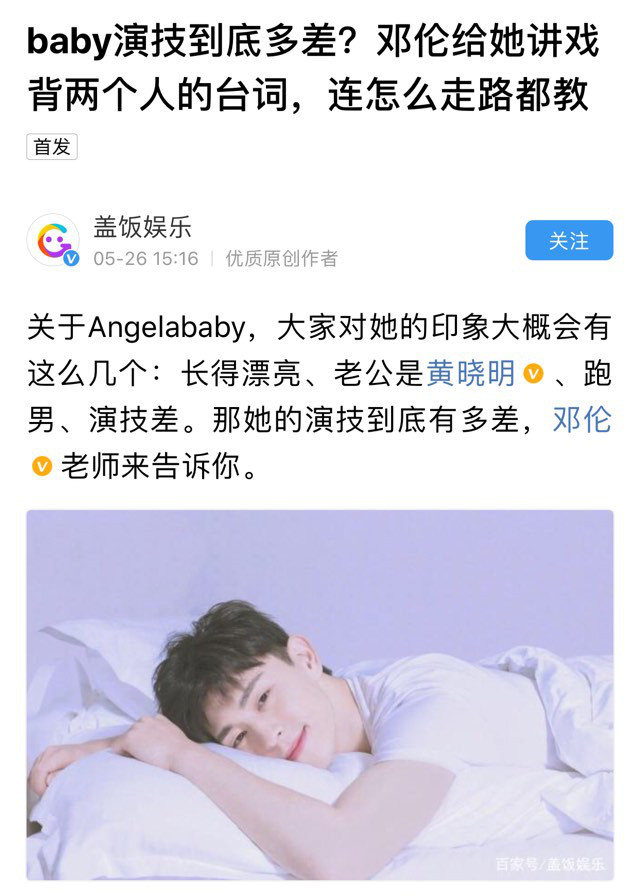 baby演技到底多差？邓伦给她讲戏
背两个人的台词，连怎么走路都教
首发
盖饭娱乐
05-26 15:16 优质原创作者
关注
关于Angelababy，大家对她的印象大概会有
这么几个：长得漂亮、老公是黄晓明、跑
男、演技差。那她的演技到底有多差，邓伦
老师来告诉你。
百家号/盖饭娱乐